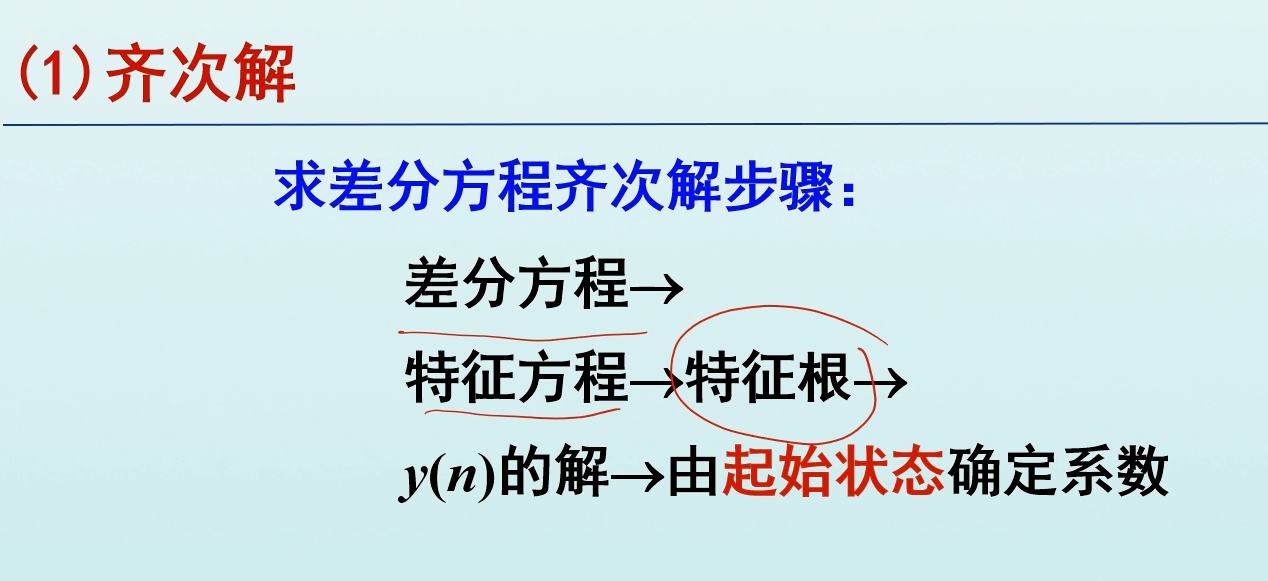 (1)齐次解
求差分方程齐次解步骤：
差分方程→
特征方程→特征根→
y(n)的解→由起始状态确定系数